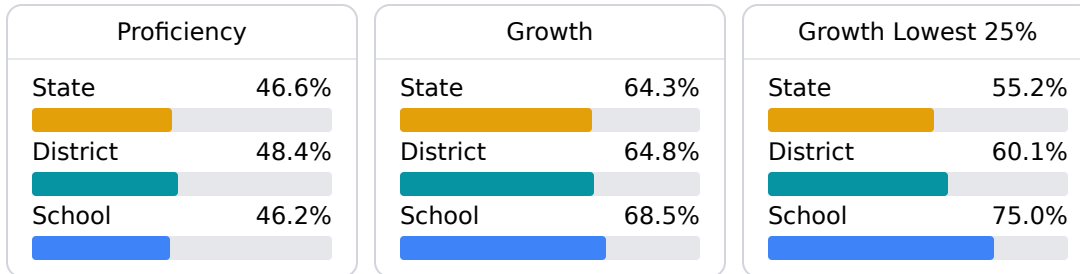 Proficiency
State 46.6%
District 48.4%
School 46.2%
Growth
State 64.3%
District 64.8%
School 68.5%
Growth Lowest 25%
State 55.2%
District 60.1%
School 75.0%